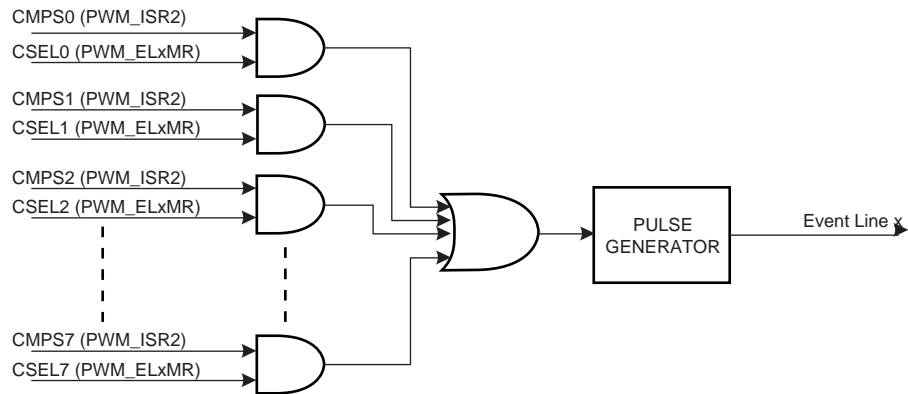 CMPS0 (PWM_ISR2)
CSEL0 (PWM_ELxMR)
CMPS1 (PWM_ISR2)
CSEL1 (PWM_ELxMR)
CMPS2 (PWM_ISR2)
CSEL2 (PWM_ELxMR)
PULSE
GENERATOR
Event Line x
CMPS7 (PWM_ISR2)
CSEL7 (PWM_ELxMR)